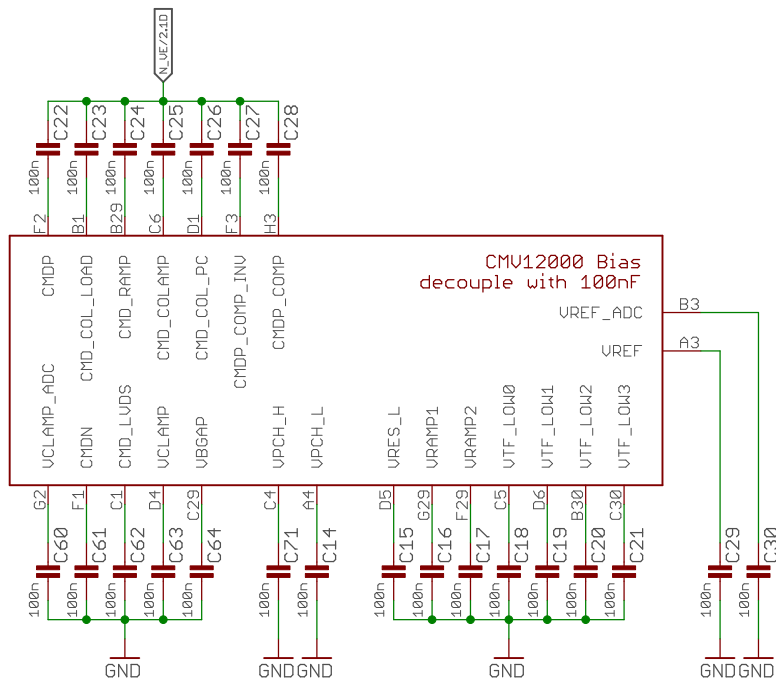 N_VE/2.1D
C22 C23 C24 C25 C26 C27 C28
100n 100n 100n 100n 100n 100n 100n
F2 B1 B29 C6 D1 F3 H3
CMDP CMD_COL_LOAD CMD_RAMP CMD_COLAMP CMD_COL_PC CMDP_COMP_INV CMDP_COMP
CMV12000 Bias
decouple with 100nF
VREF_ADC B3
VREF A3
VCLAMP_ADC CMDN CMD_LVDS VCLAMP VBGAP VPCH_H VPCH_L VRES_L VRAMP1 VRAMP2 VTF_LOW0 VTF_LOW1 VTF_LOW2 VTF_LOW3
G2 F1 C1 D4 C29 C4 A4 D5 G29 F29 C5 D6 B30 C30
C60 C61 C62 C63 C64 C71 C14 C15 C16 C17 C18 C19 C20 C21 C29 C30
100n 100n 100n 100n 100n 100n 100n 100n 100n 100n 100n 100n 100n 100n 100n 100n
GND GND GND GND GND GND